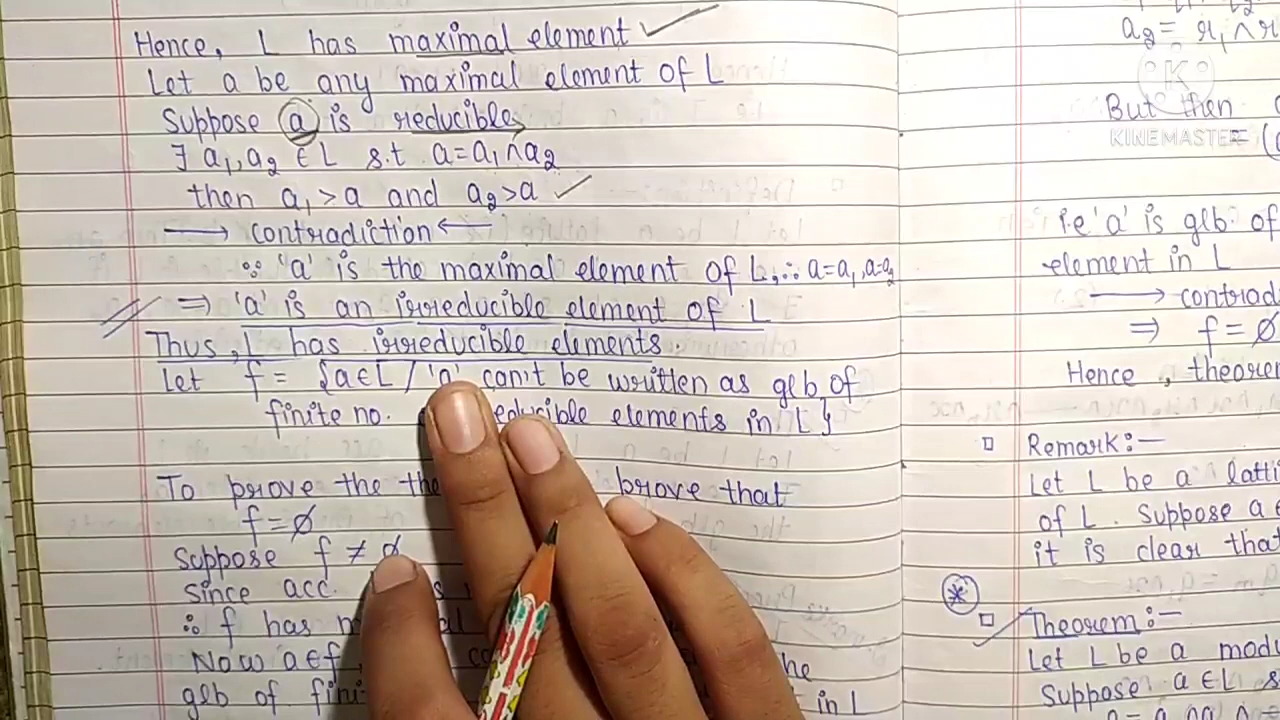 Hence, L has maximal element
Let a be any maximal element of L
Suppose a is reducible
∃ a₁, a₂ ∈ L s.t a = a₁ ∧ a₂
then a₁ > a and a₂ > a
⟶ contradiction ⟵
∵ 'a' is the maximal element of L, ∴ a = a₁, a = a₂
⇒ 'a' is an irreducible element of L
Thus, L has irreducible elements.
Let f = {a ∈ L / 'a' can't be written as glb of
finite no. reducible elements in L }
To prove the the prove that
f = ∅
Suppose f ≠ ∅
Since acc.
∴ f has
Now a ∈ f
glb of in L
a₂ =
But then
KINEMASTER
= (
i.e 'a' is glb of
element in L
⟶ contrad
⇒ f = ∅
Hence, theorem
Remark :—
Let L be a latti
of L. Suppose a ∈
it is clear that
Theorem :—
Let L be a modu
Suppose a ∈ L s